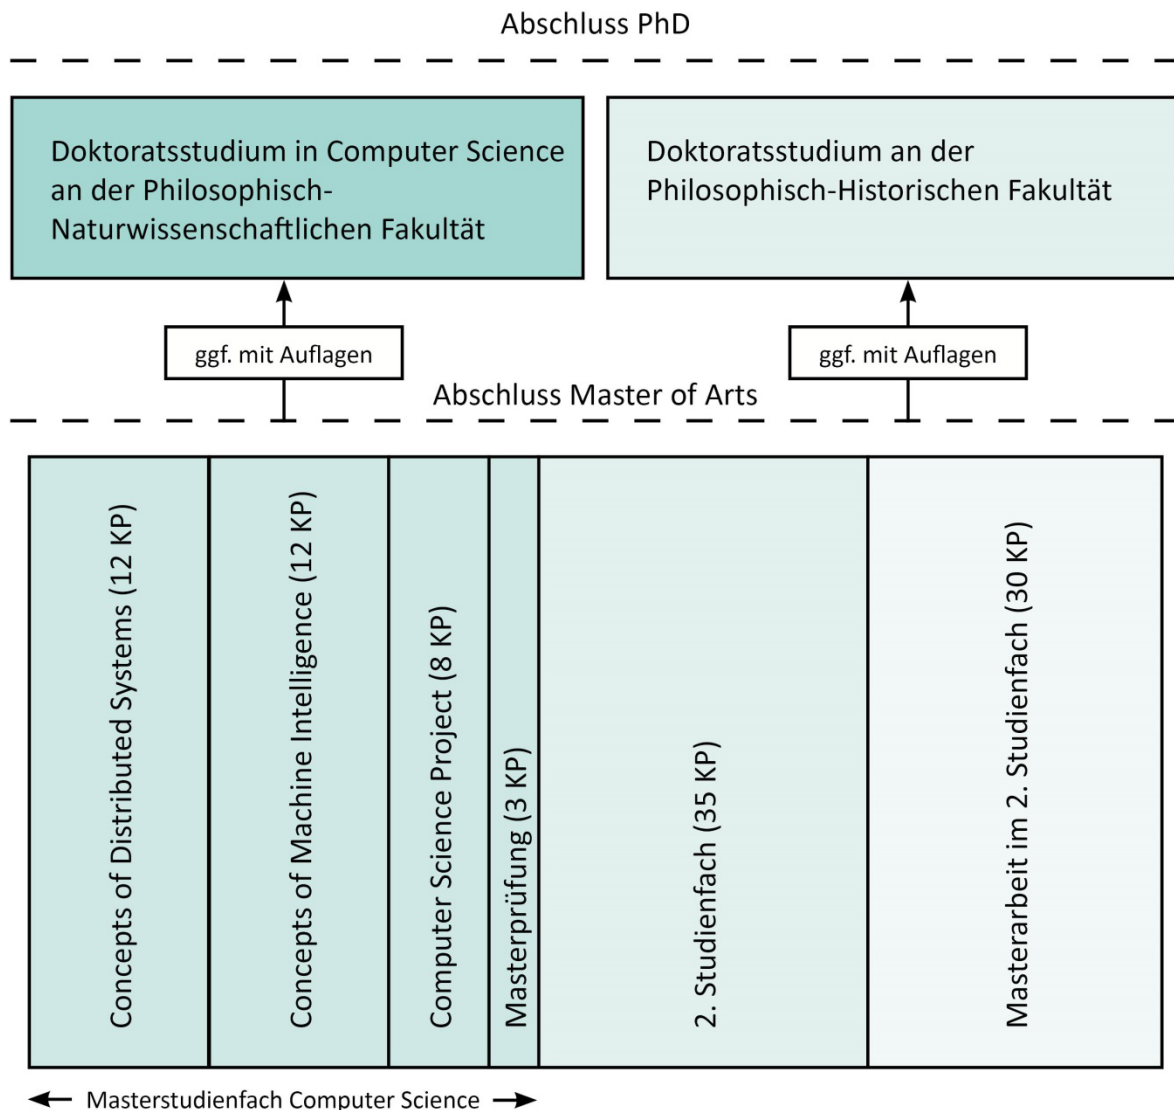 Abschluss PhD
Doktoratsstudium in Computer Science
an der Philosophisch-
Naturwissenschaftlichen Fakultät
Doktoratsstudium an der
Philosophisch-Historischen Fakultät
ggf. mit Auflagen
ggf. mit Auflagen
Abschluss Master of Arts
Concepts of Distributed Systems (12 KP)
Concepts of Machine Intelligence (12 KP)
Computer Science Project (8 KP)
Masterprüfung (3 KP)
2. Studienfach (35 KP)
Masterarbeit im 2. Studienfach (30 KP)
Masterstudienfach Computer Science